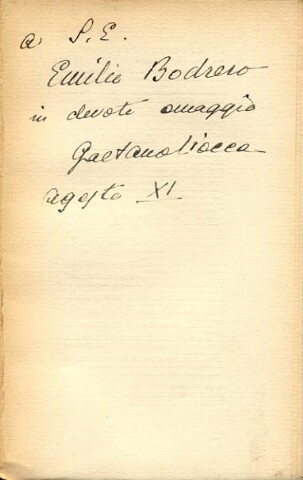 a S.E.
Emilio Bodrero
in devoto omaggio
Gaetano Ciocca
agosto XI